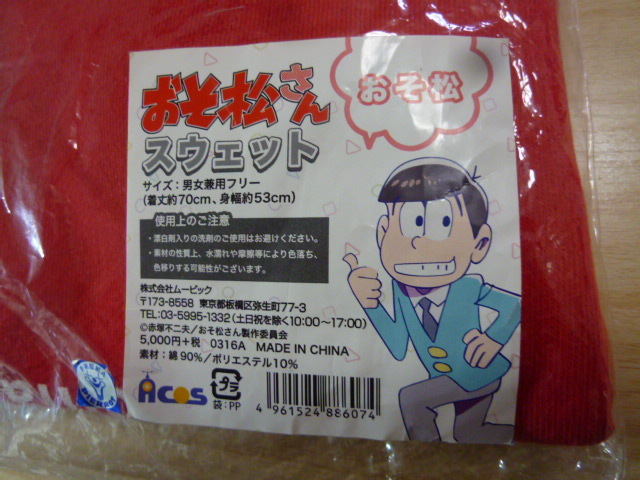 おそ松さん
おそ松
スウェット
サイズ：男女兼用フリー
(着丈約70cm、身幅約53cm)
使用上のご注意
・漂白剤入りの洗剤のご使用はお避けください。
・素材の性質上、水濡れや摩擦等により色落ち、
色移りする可能性がございます。
株式会社ムービック
〒173-8558 東京都板橋区弥生町77-3
TEL:03-5995-1332(土日祝を除く10:00〜17:00)
©赤塚不二夫／おそ松さん製作委員会
5,000円+税 0316A MADE IN CHINA
素材：綿90%／ポリエステル10%
ACOS
プラ
袋:PP
4 961524 886074